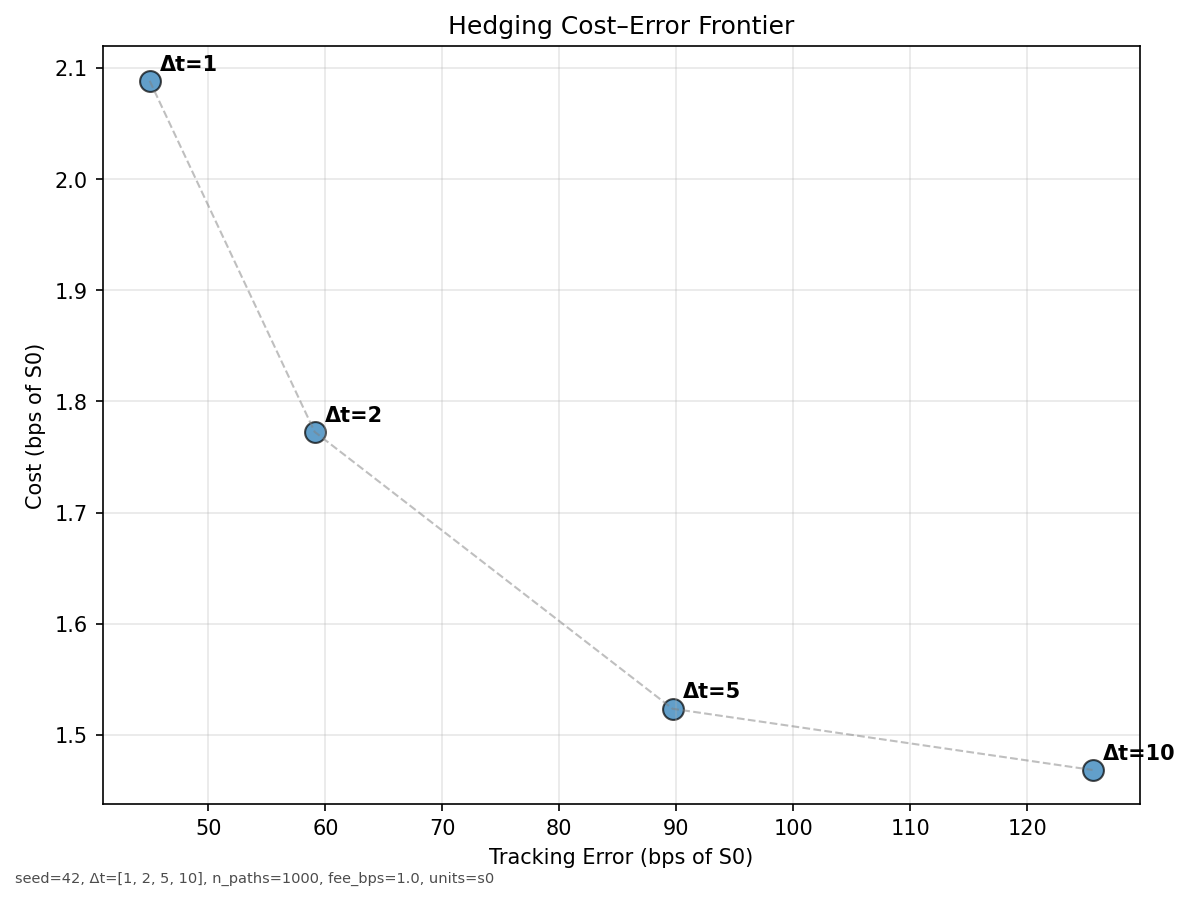 Hedging Cost–Error Frontier
Cost (bps of S0)
2.1
2.0
1.9
1.8
1.7
1.6
1.5
Δt=1
Δt=2
Δt=5
Δt=10
50 60 70 80 90 100 110 120
Tracking Error (bps of S0)
seed=42, Δt=[1, 2, 5, 10], n_paths=1000, fee_bps=1.0, units=s0